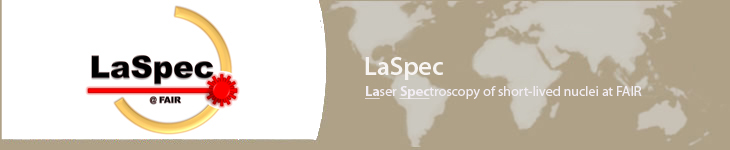 LaSpec
@ FAIR
LaSpec
Laser Spectroscopy of short-lived nuclei at FAIR